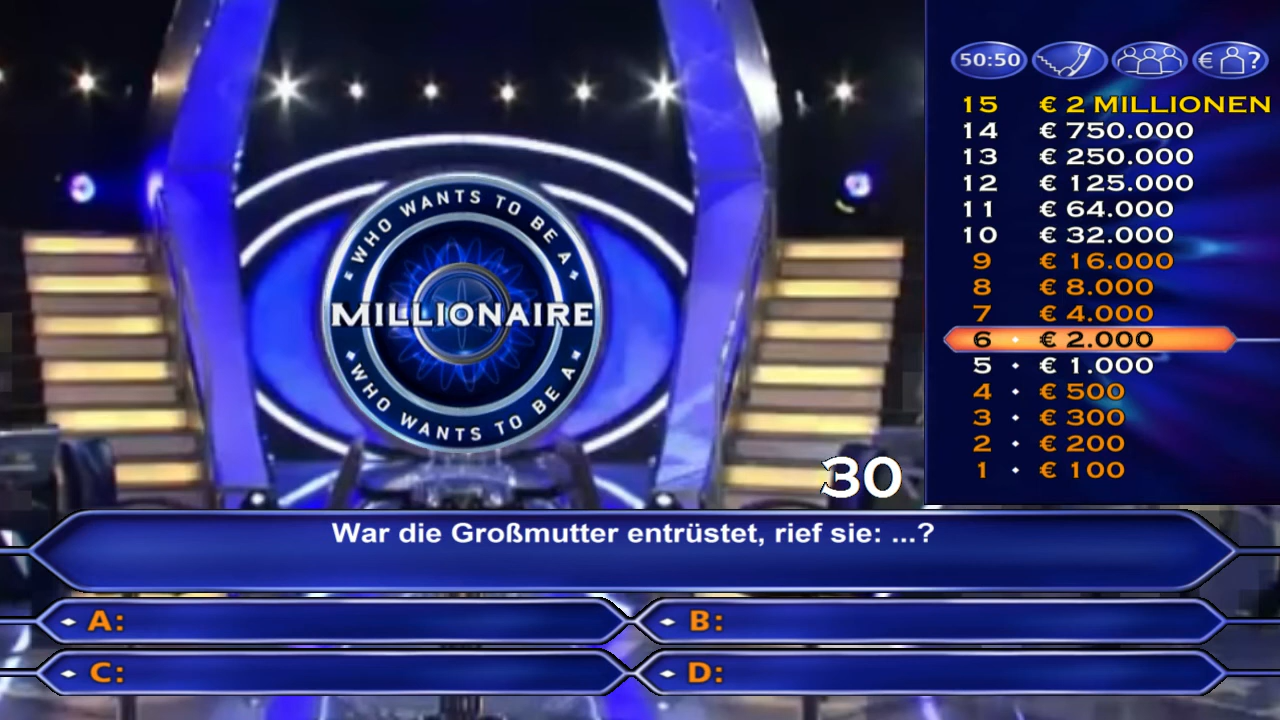 50:50
€ ?
15 € 2 MILLIONEN
14 € 750.000
13 € 250.000
12 € 125.000
11 € 64.000
10 € 32.000
9 € 16.000
8 € 8.000
7 € 4.000
6 € 2.000
5 € 1.000
4 € 500
3 € 300
2 € 200
1 € 100
WHO WANTS TO BE A
MILLIONAIRE
WHO WANTS TO BE A
30
War die Großmutter entrüstet, rief sie: ...?
A:
B:
C:
D: